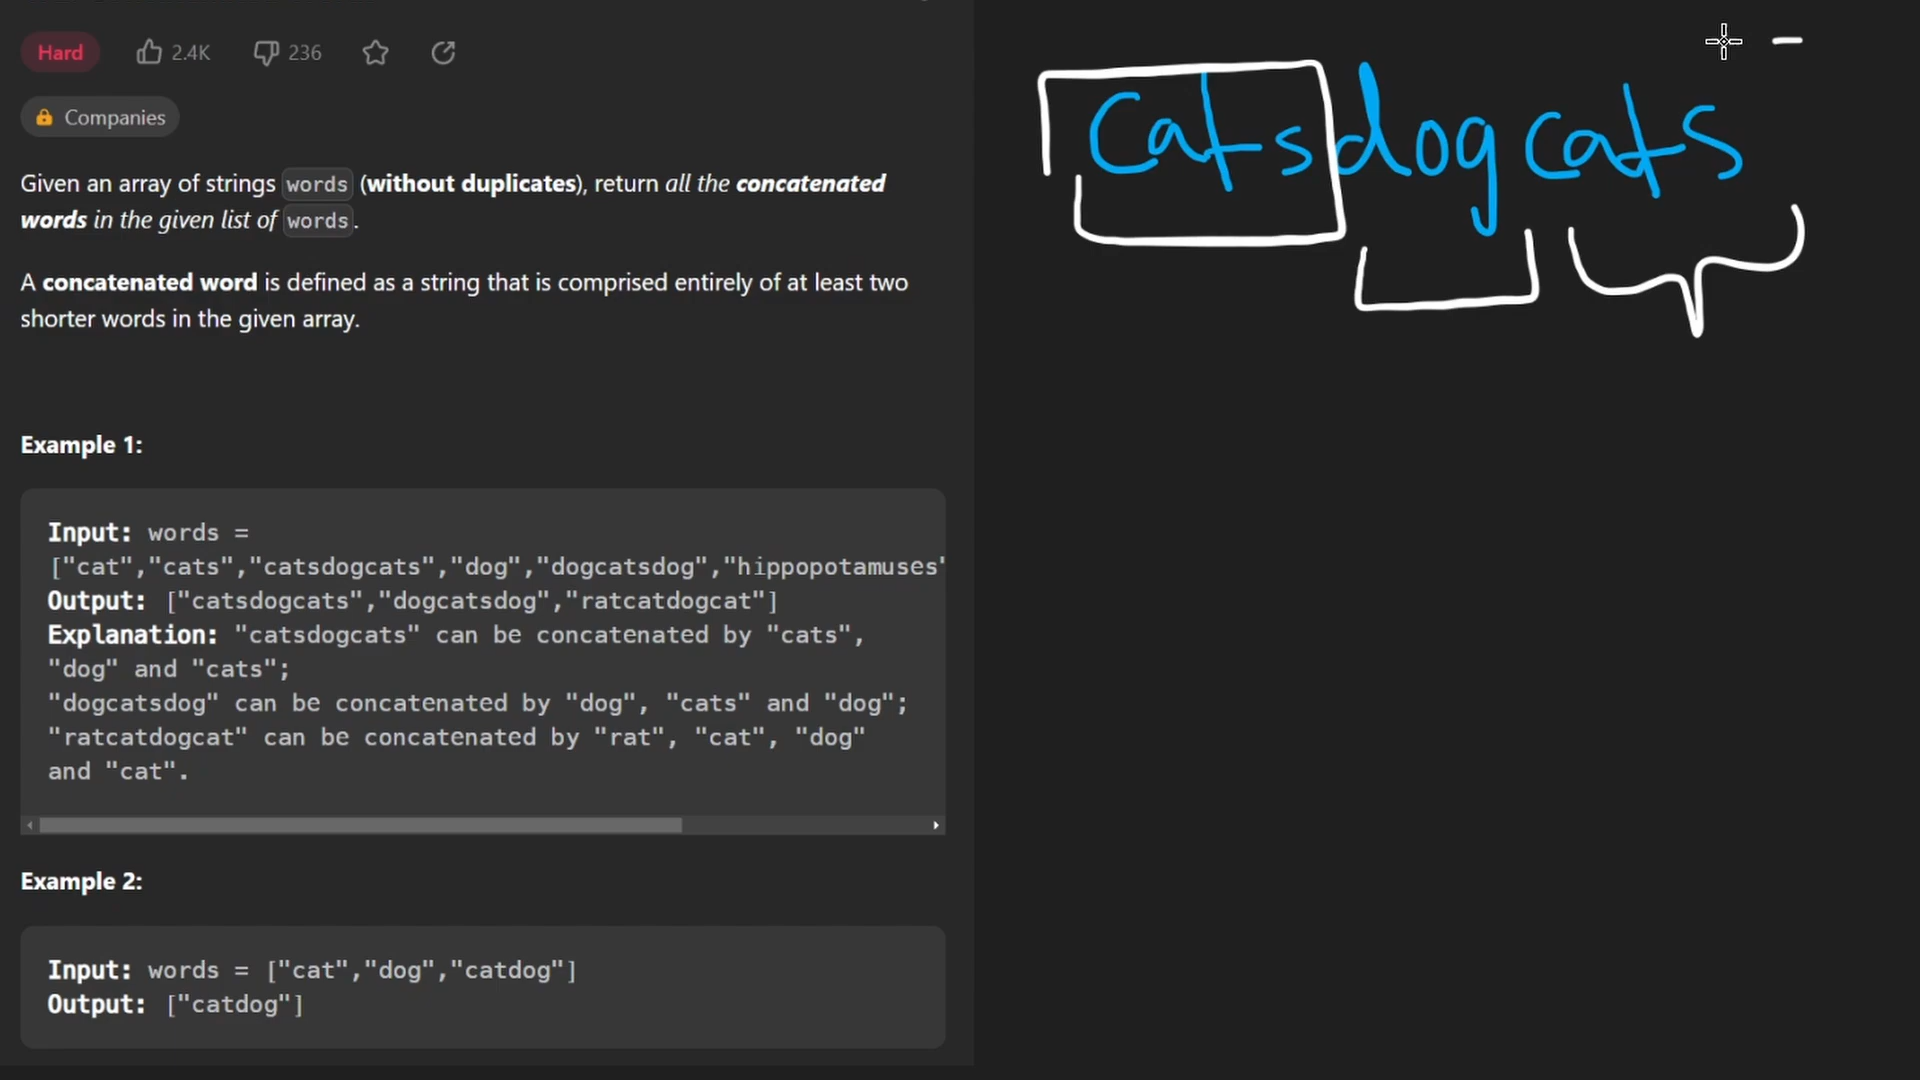 Hard 2.4K 236
Companies
Given an array of strings words (without duplicates), return all the concatenated
words in the given list of words.
A concatenated word is defined as a string that is comprised entirely of at least two
shorter words in the given array.
Example 1:
Input: words =
["cat","cats","catsdogcats","dog","dogcatsdog","hippopotamuses"
Output: ["catsdogcats","dogcatsdog","ratcatdogcat"]
Explanation: "catsdogcats" can be concatenated by "cats",
"dog" and "cats";
"dogcatsdog" can be concatenated by "dog", "cats" and "dog";
"ratcatdogcat" can be concatenated by "rat", "cat", "dog"
and "cat".
Example 2:
Input: words = ["cat","dog","catdog"]
Output: ["catdog"]
Catsdogcats